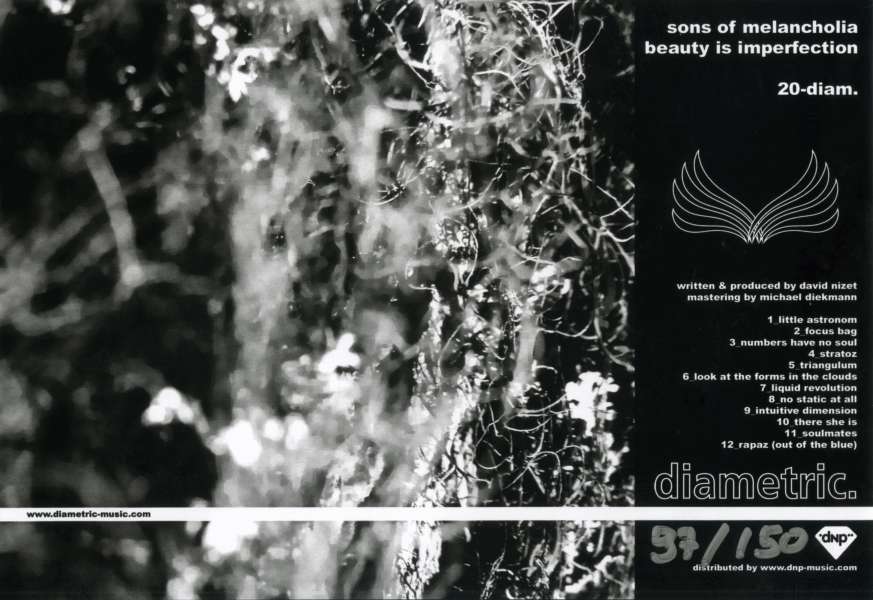 sons of melancholia
beauty is imperfection
20-diam.
written & produced by david nizet
mastering by michael diekmann
1_little astronom
2_focus bag
3_numbers have no soul
4_stratoz
5_triangulum
6_look at the forms in the clouds
7_liquid revolution
8_no static at all
9_intuitive dimension
10_there she is
11_soulmates
12_rapaz (out of the blue)
diametric.
www.diametric-music.com
97/150
"dnp"
distributed by www.dnp-music.com